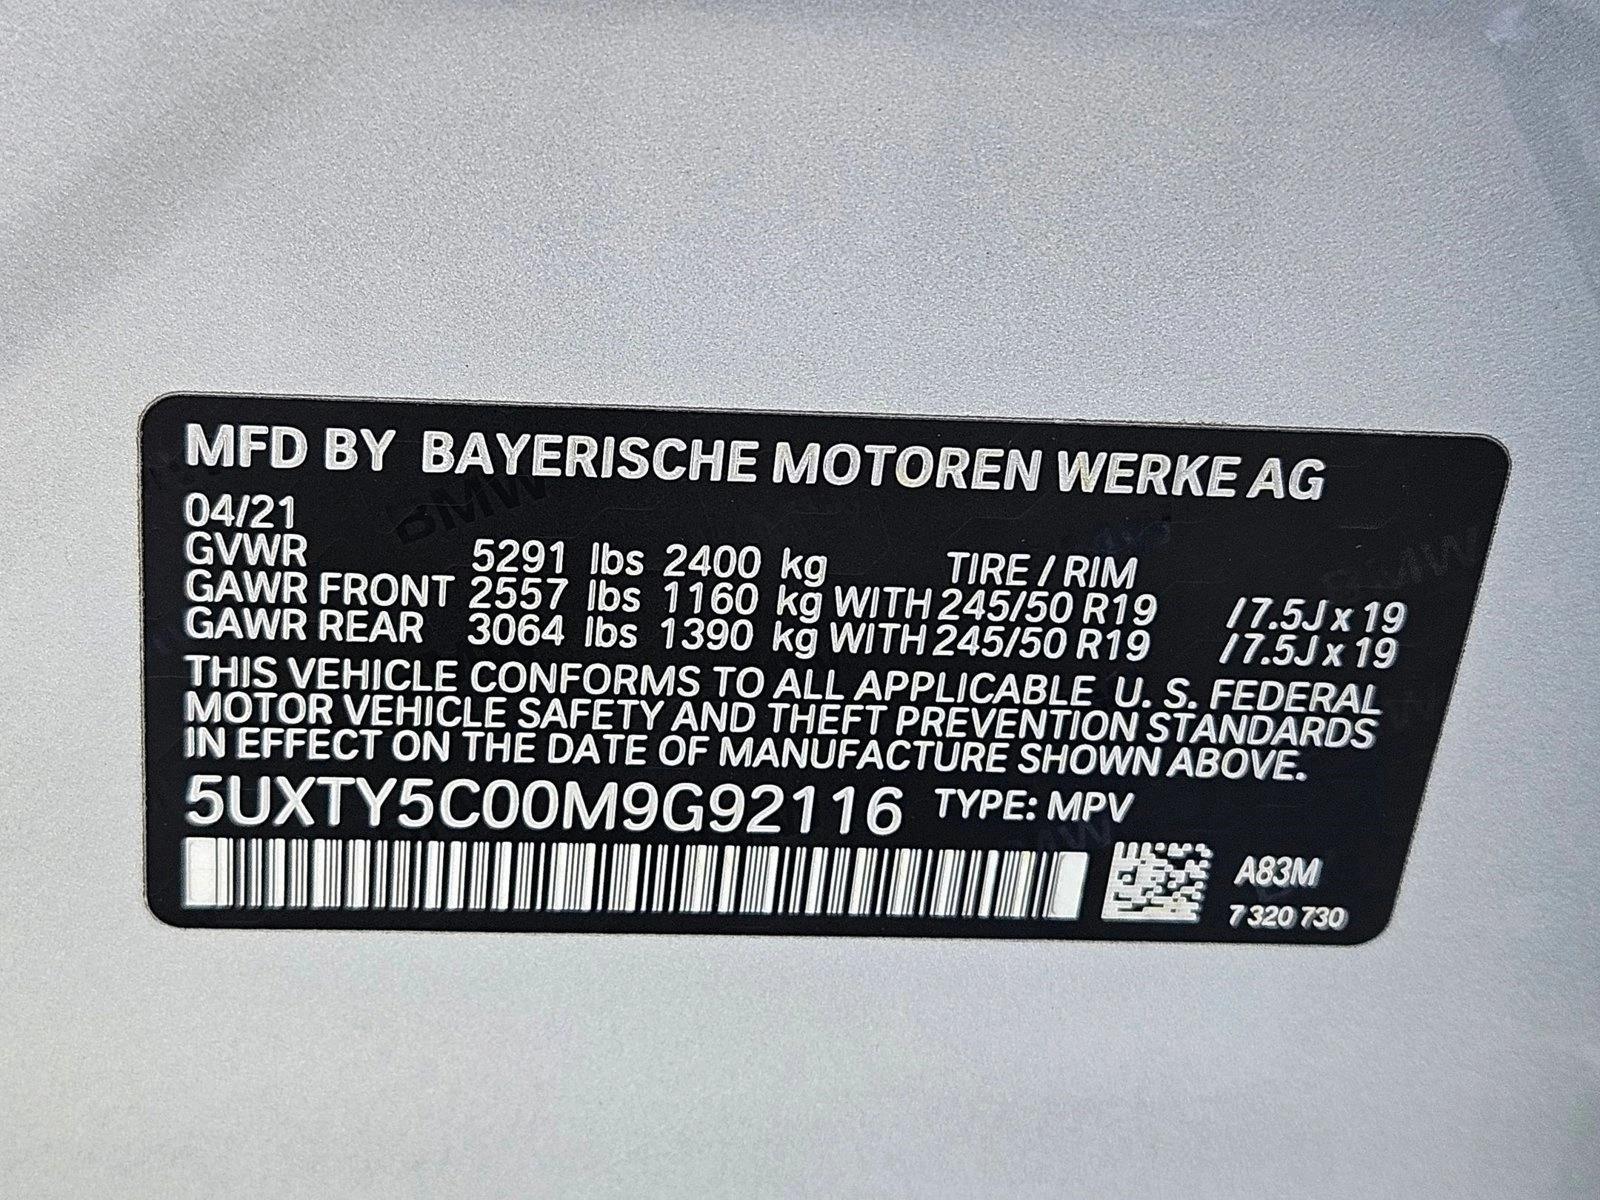 MFD BY BAYERISCHE MOTOREN WERKE AG
04/21
GVWR 5291 lbs 2400 kg TIRE / RIM
GAWR FRONT 2557 lbs 1160 kg WITH 245/50 R19 /7.5J x 19
GAWR REAR 3064 lbs 1390 kg WITH 245/50 R19 /7.5J x 19
THIS VEHICLE CONFORMS TO ALL APPLICABLE U. S. FEDERAL
MOTOR VEHICLE SAFETY AND THEFT PREVENTION STANDARDS
IN EFFECT ON THE DATE OF MANUFACTURE SHOWN ABOVE.
5UXTY5C00M9G92116 TYPE: MPV
A83M
7 320 730